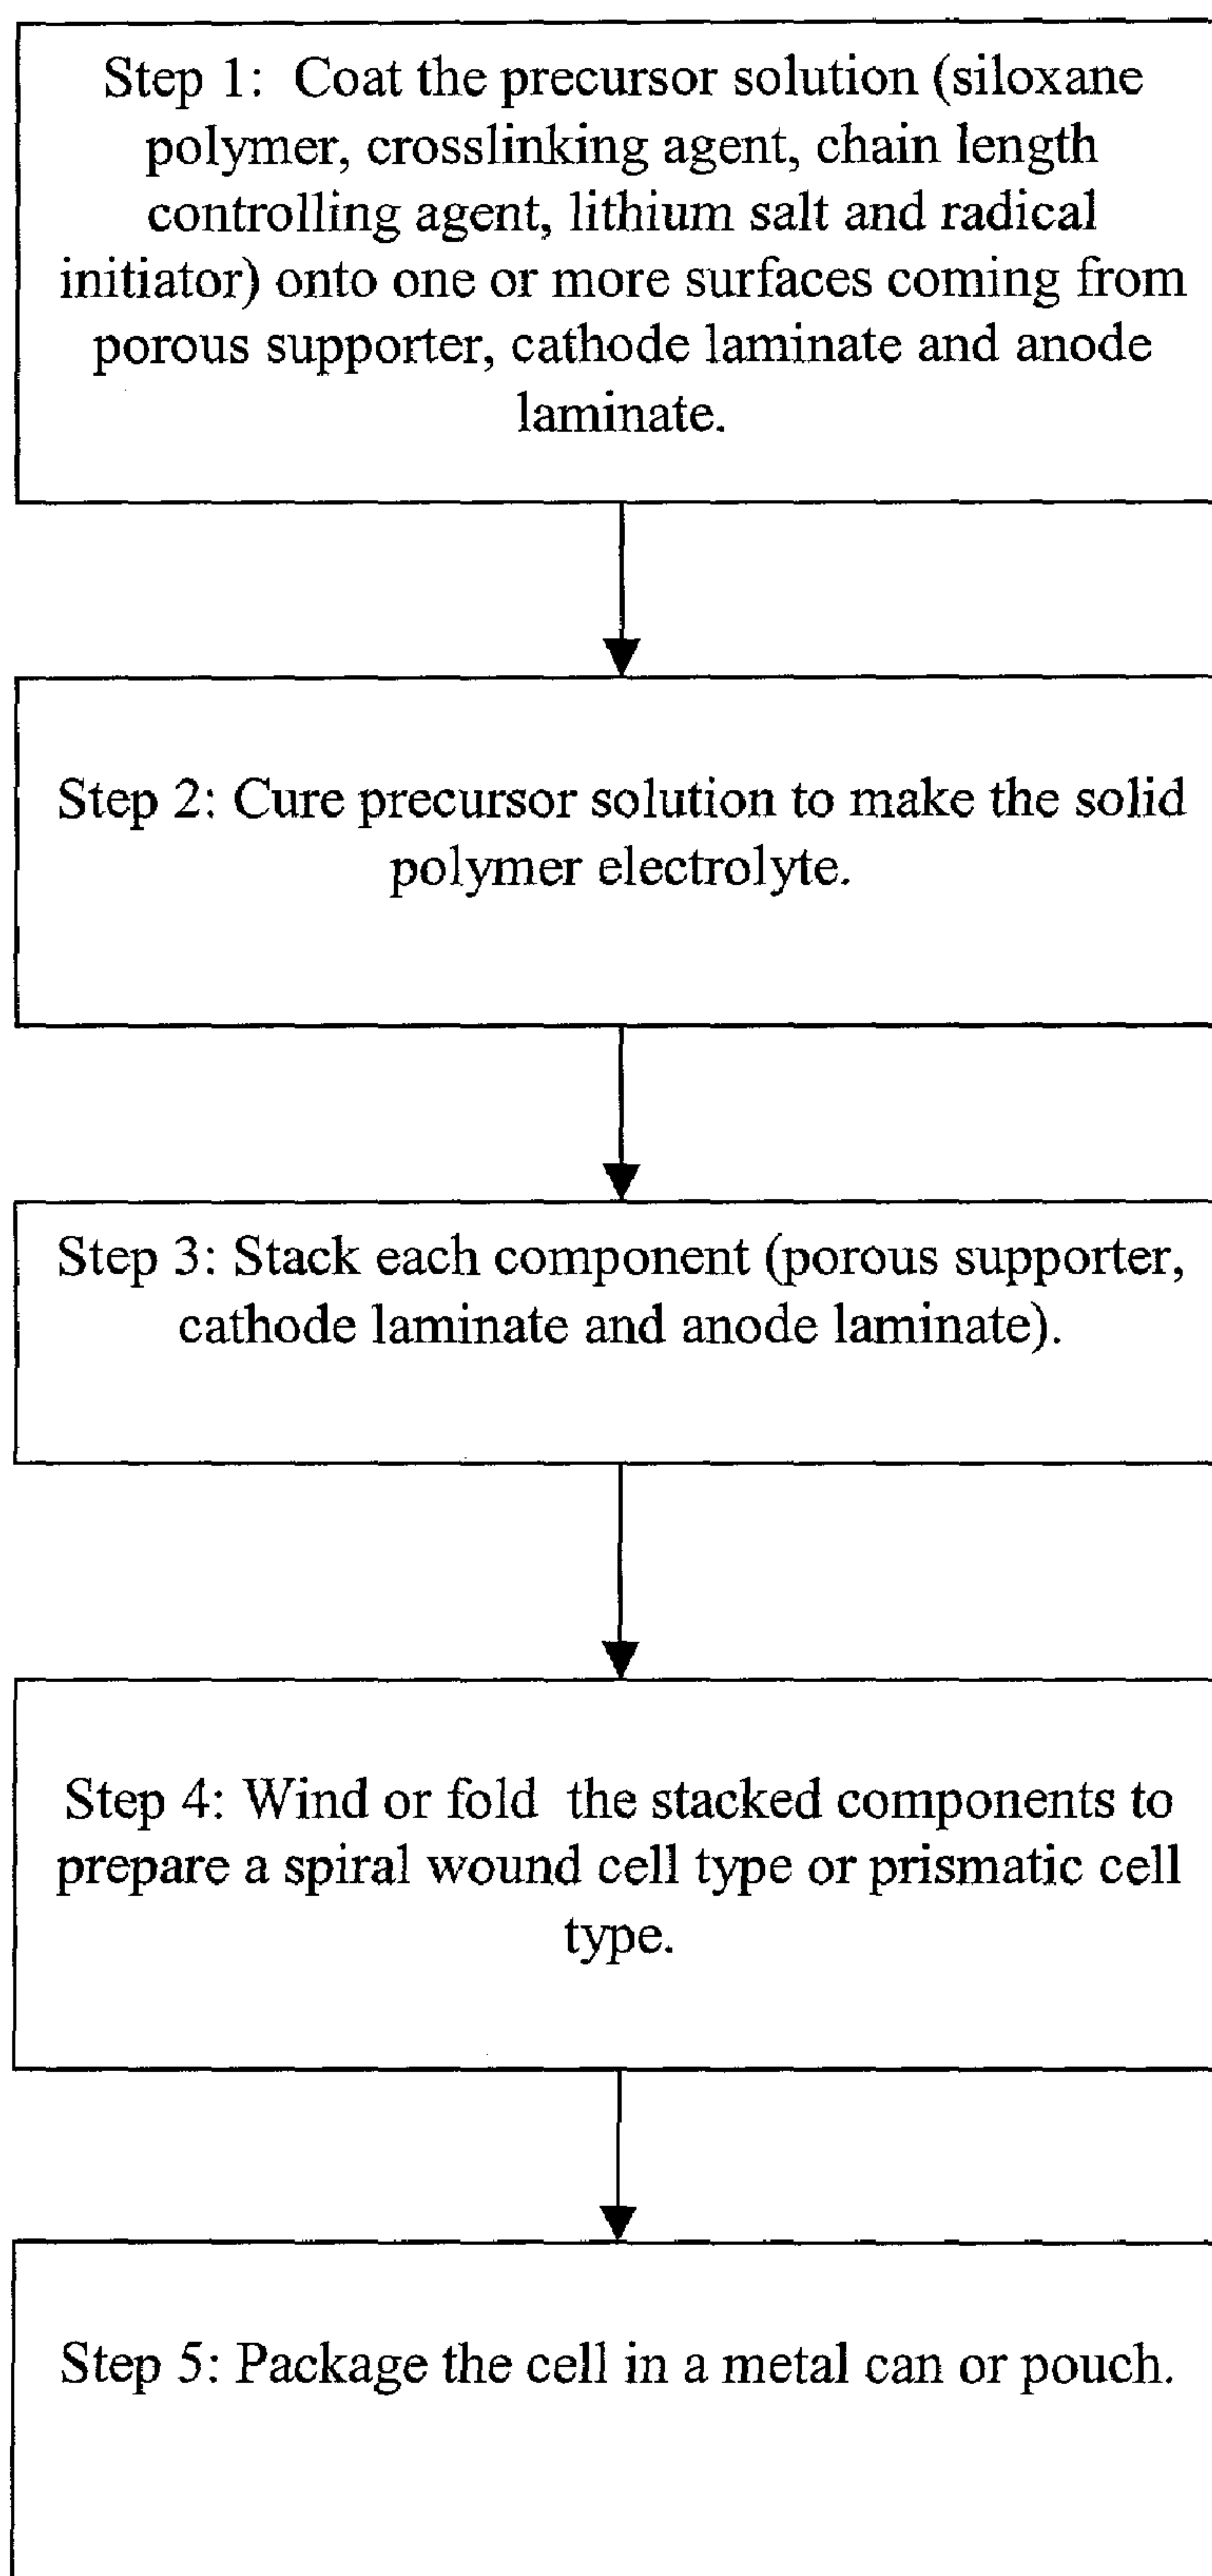 Step 1: Coat the precursor solution (siloxane
polymer, crosslinking agent, chain length
controlling agent, lithium salt and radical
initiator) onto one or more surfaces coming from
porous supporter, cathode laminate and anode
laminate.
Step 2: Cure precursor solution to make the solid
polymer electrolyte.
Step 3: Stack each component (porous supporter,
cathode laminate and anode laminate).
Step 4: Wind or fold the stacked components to
prepare a spiral wound cell type or prismatic cell
type.
Step 5: Package the cell in a metal can or pouch.